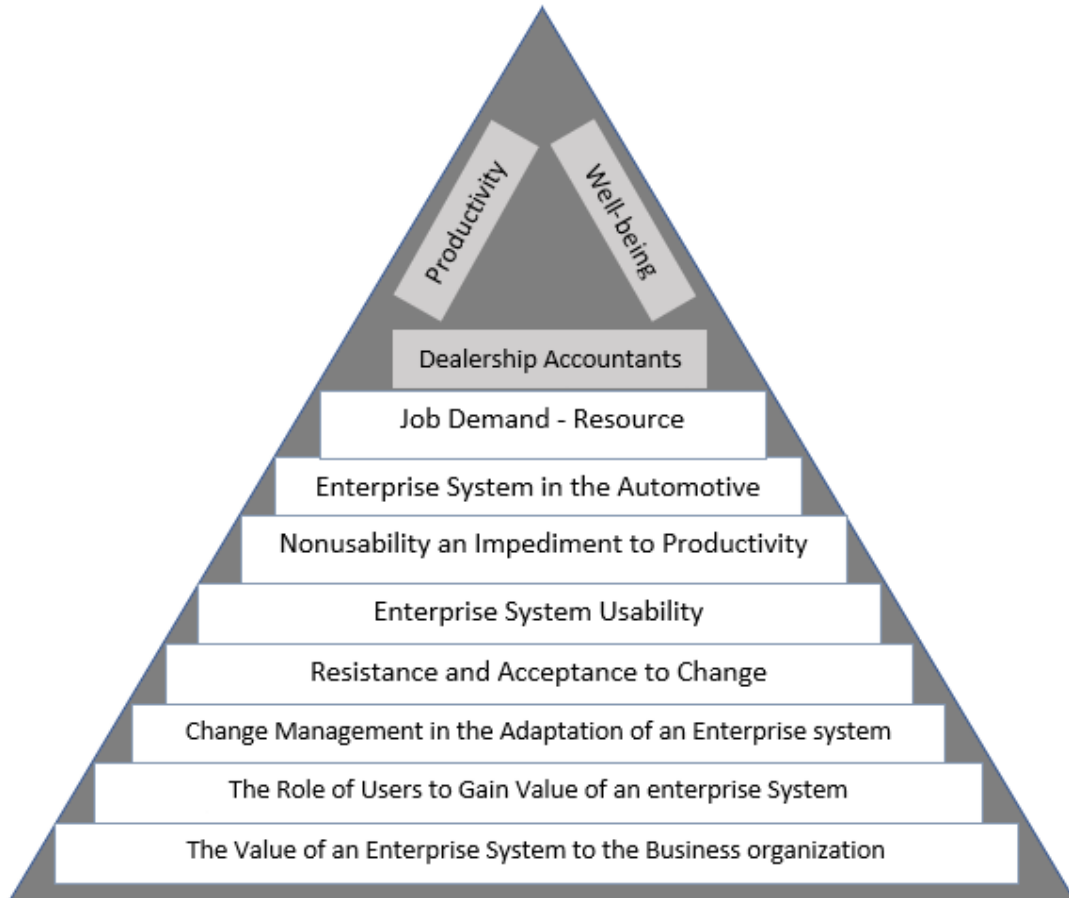 Productivity
Well-being
Dealership Accountants
Job Demand - Resource
Enterprise System in the Automotive
Nonusability an Impediment to Productivity
Enterprise System Usability
Resistance and Acceptance to Change
Change Management in the Adaptation of an Enterprise system
The Role of Users to Gain Value of an enterprise System
The Value of an Enterprise System to the Business organization